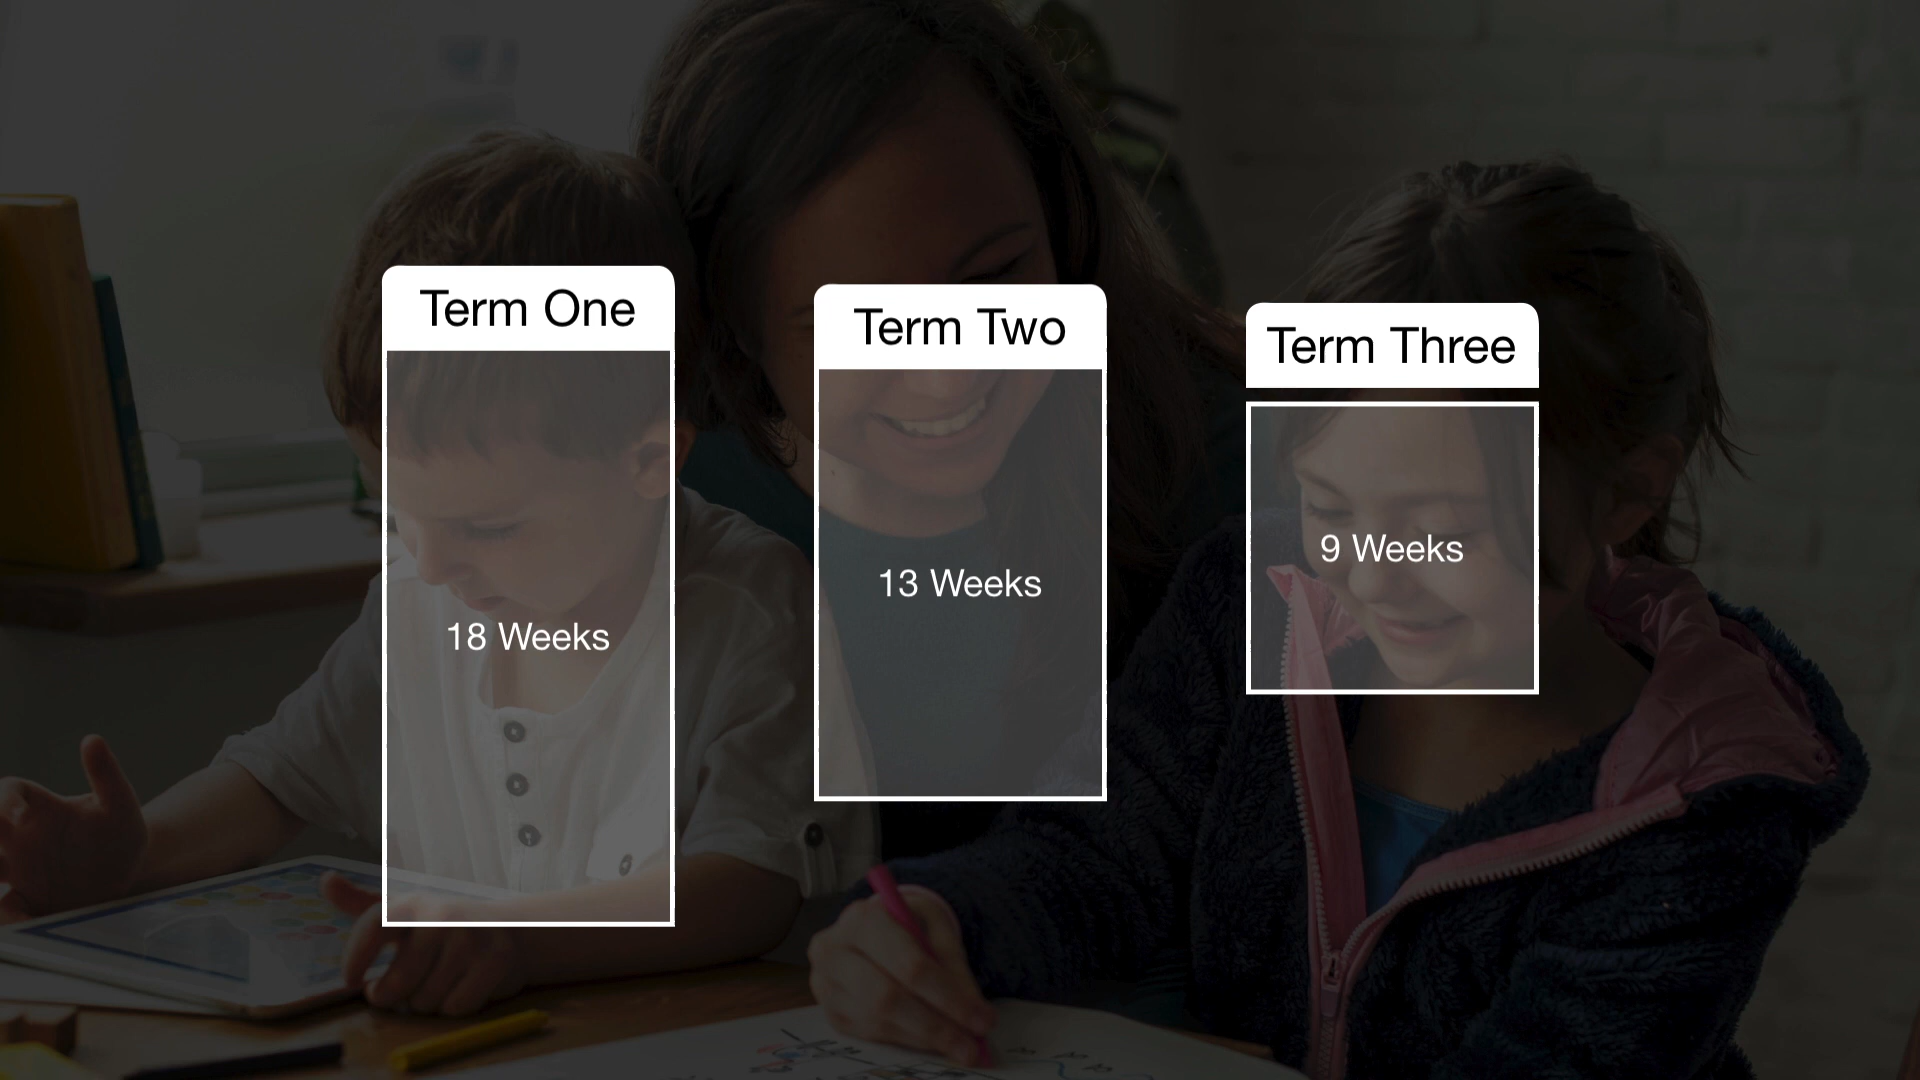 Term One
18 Weeks
Term Two
13 Weeks
Term Three
9 Weeks